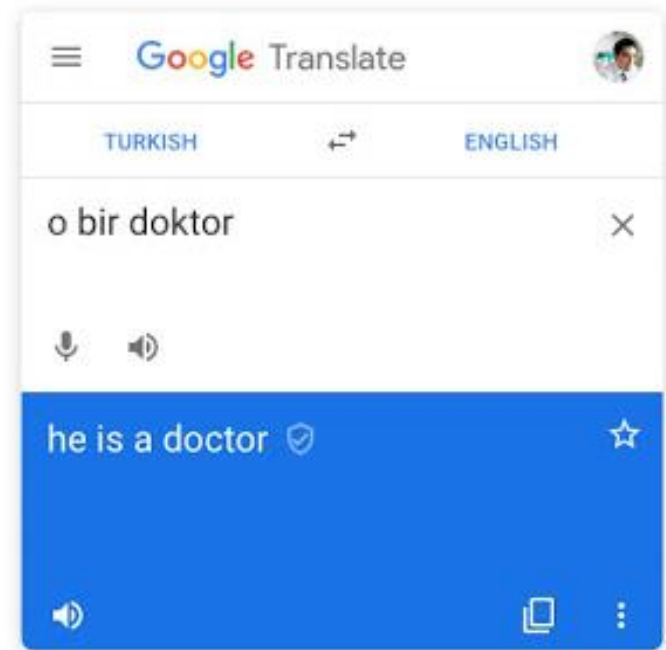 Google Translate
TURKISH ENGLISH
o bir doktor
he is a doctor